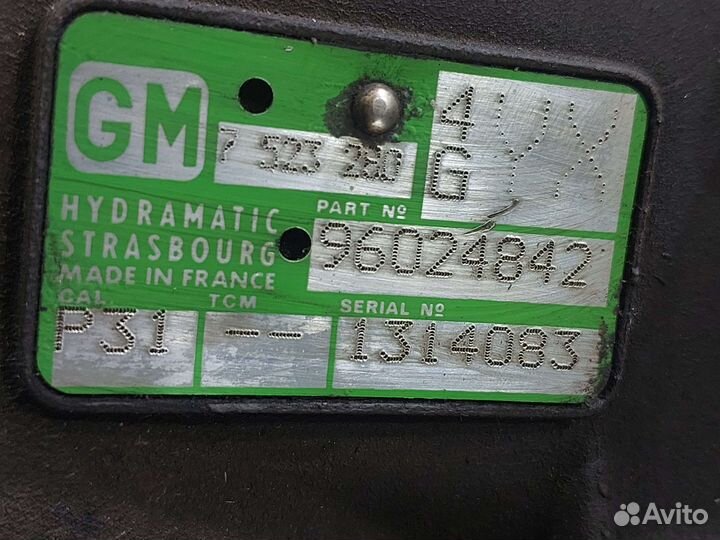 GM
7 523 280
4 VX
G
HYDRAMATIC
STRASBOURG
MADE IN FRANCE
PART Nº
96024842
CAL.
TCM
SERIAL Nº
P31
--
1314083
Avito